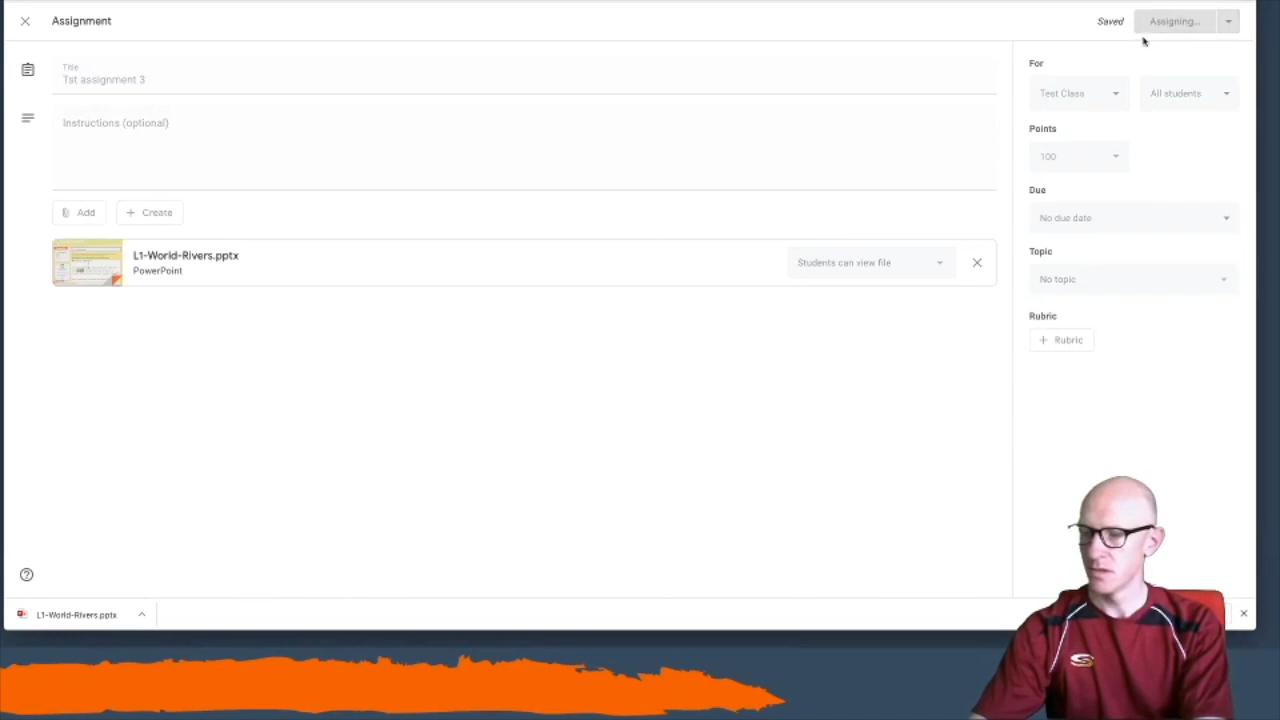 Assignment
Saved
Assigning...
Title
Tst assignment 3
Instructions (optional)
Add
Create
L1-World-Rivers.pptx
PowerPoint
Students can view file
For
Test Class
All students
Points
100
Due
No due date
Topic
No topic
Rubric
Rubric
L1-World-Rivers.pptx